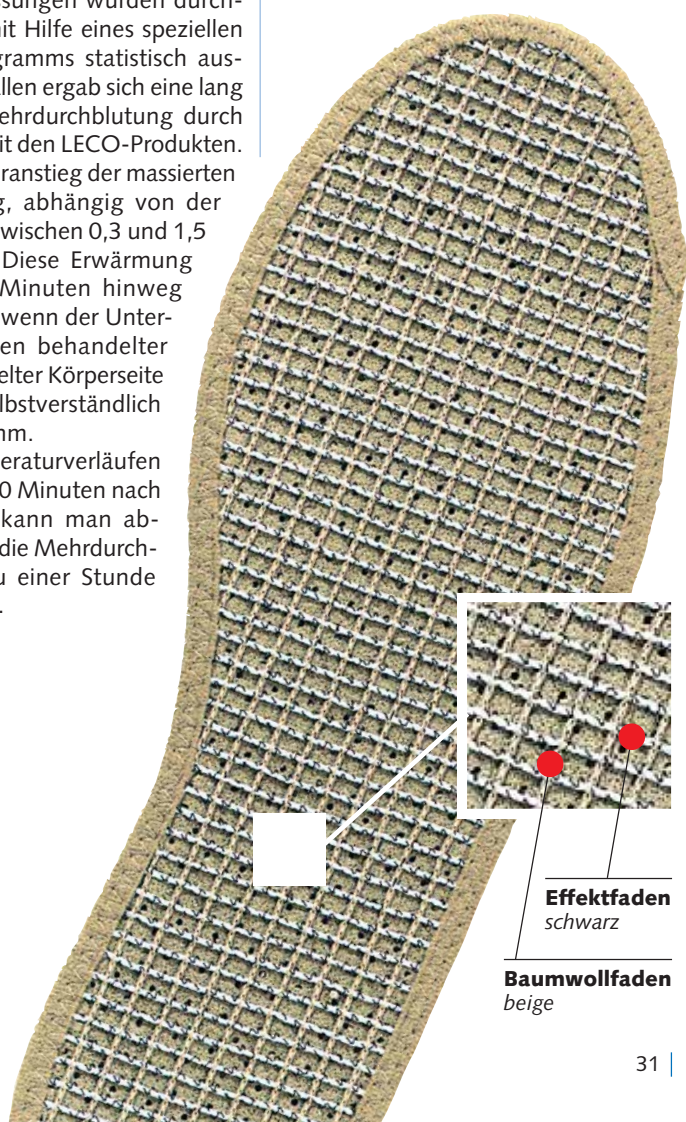 ssungen wurden durch-
it Hilfe eines speziellen
gramms statistisch aus-
ällen ergab sich eine lang
ehrdurchblutung durch
it den LECO-Produkten.
ranstieg der massierten
g, abhängig von der
wischen 0,3 und 1,5
Diese Erwärmung
Minuten hinweg
wenn der Unter-
en behandelter
elter Körperseite
lbstverständlich
m.
eraturverläufen
0 Minuten nach
kann man ab-
die Mehrdurch-
u einer Stunde
.
Effektfaden
schwarz
Baumwollfaden
beige
31